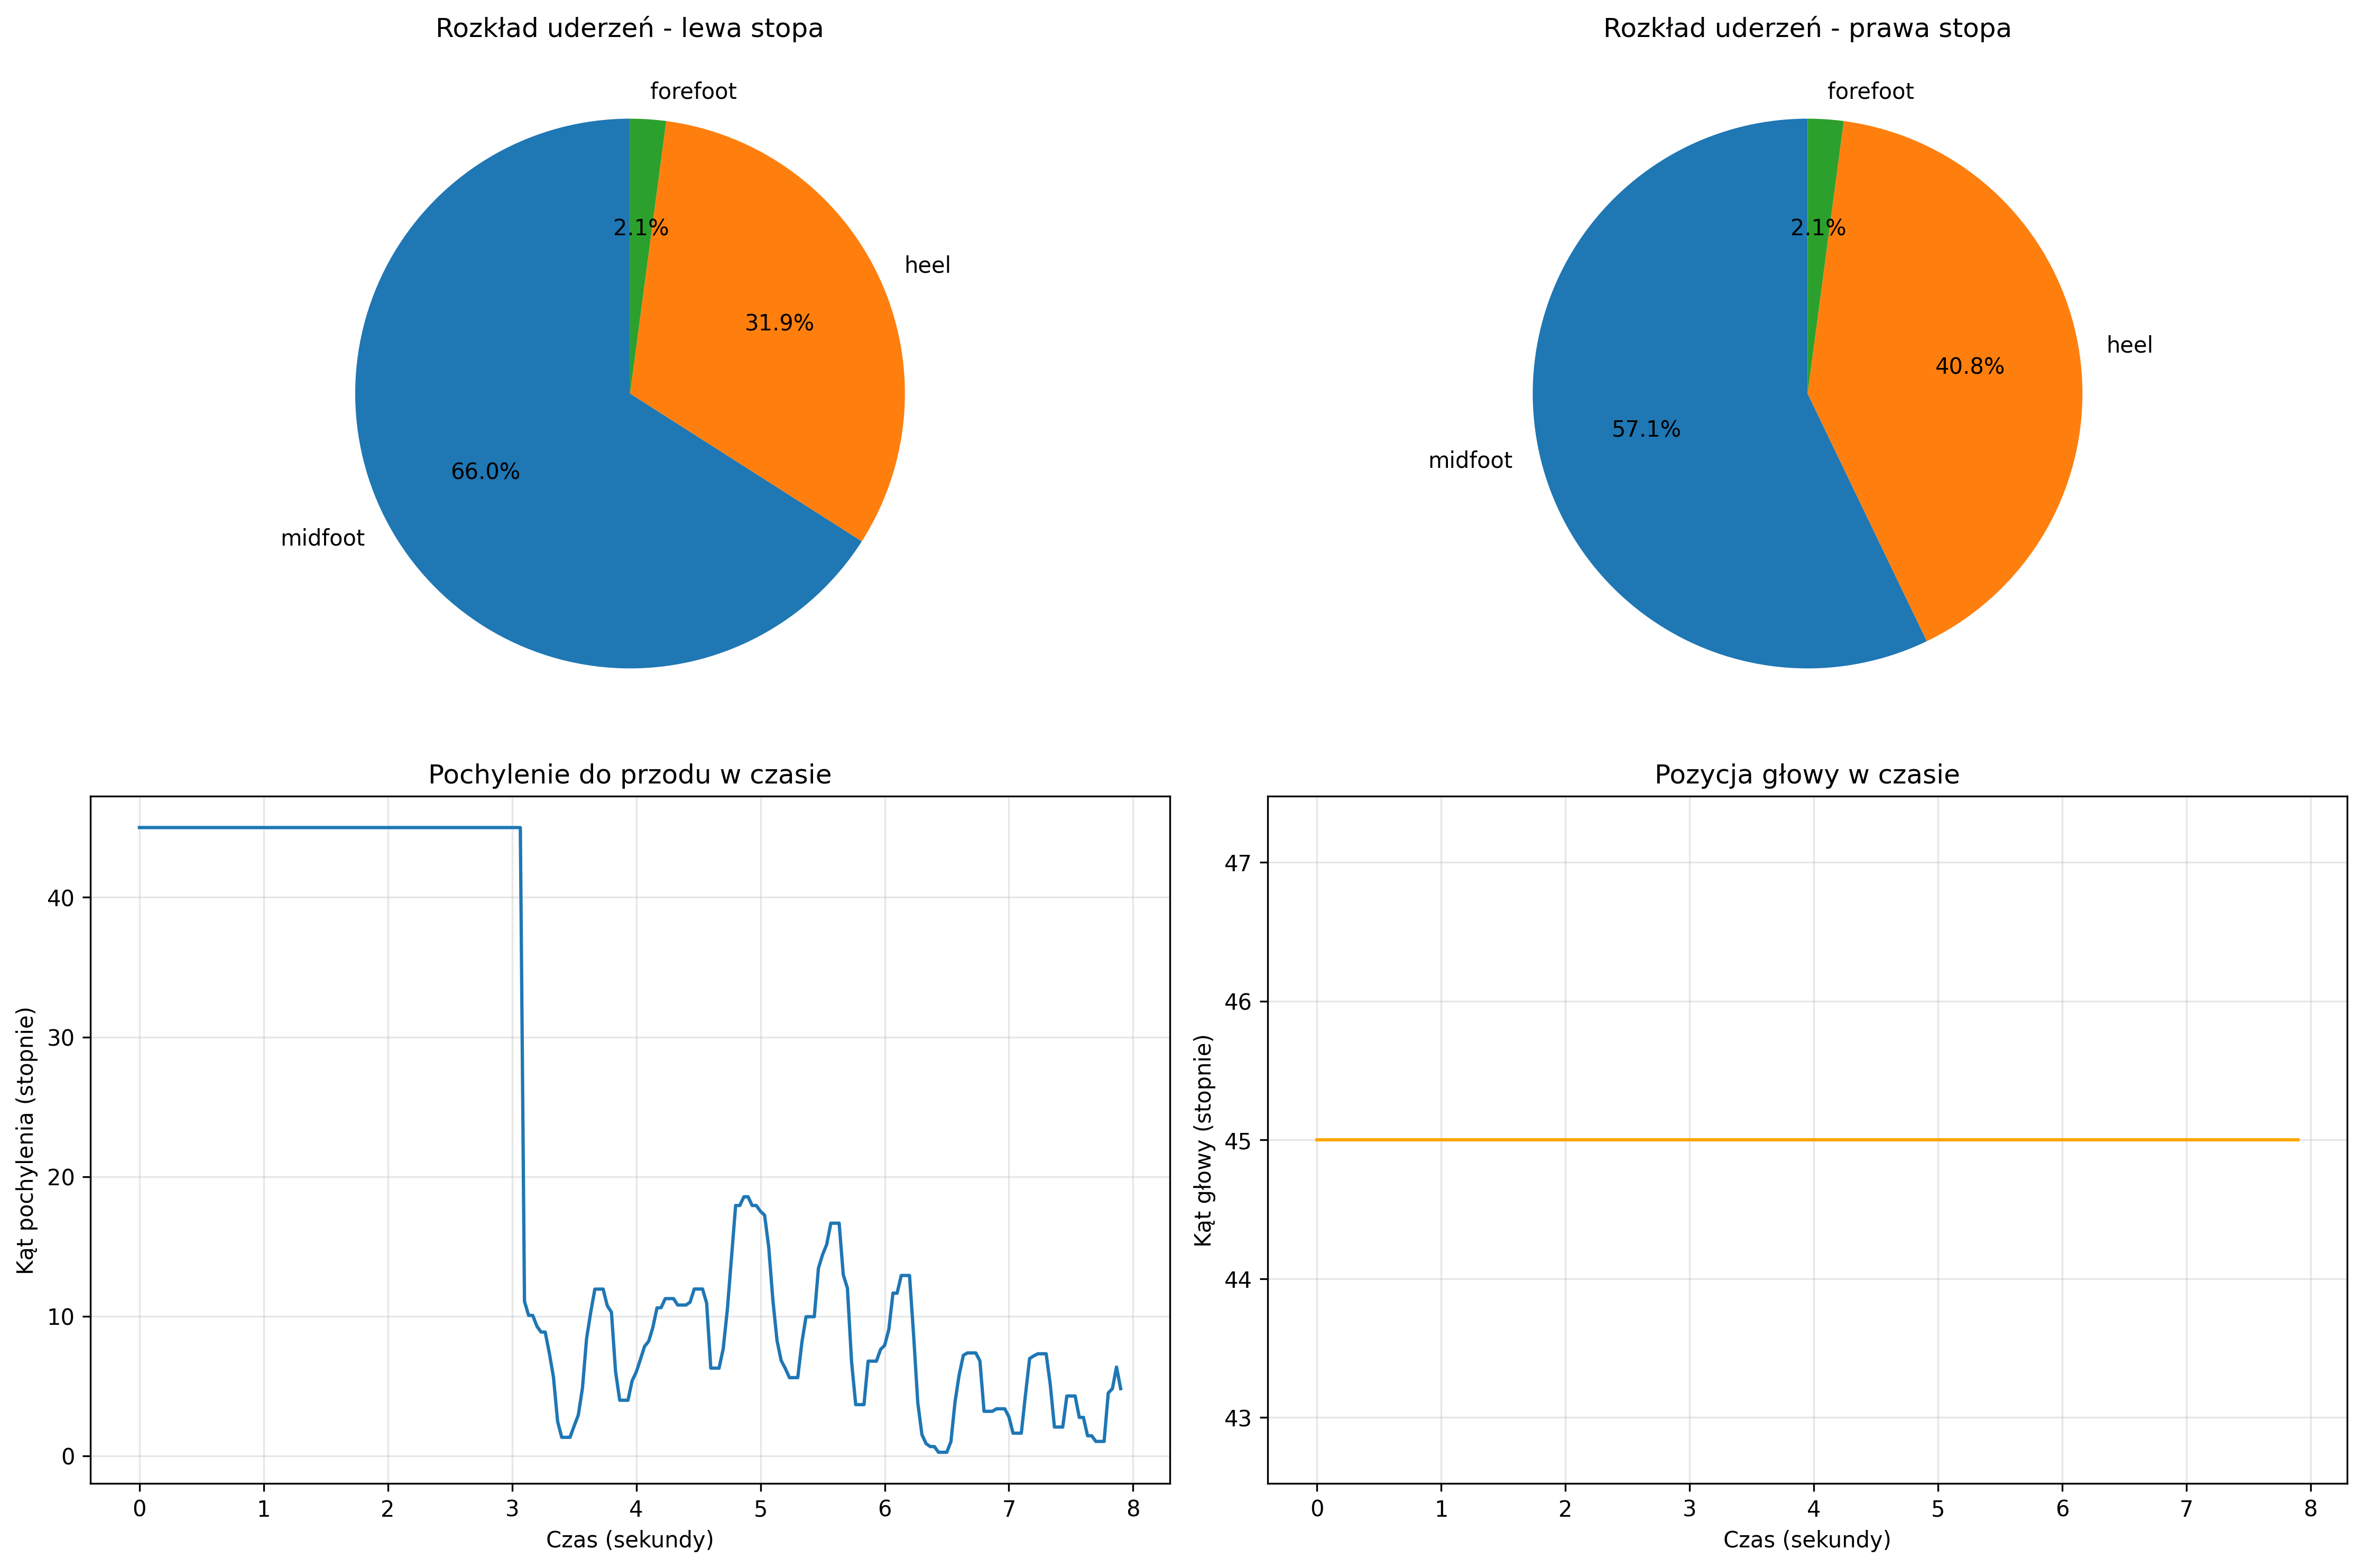 Rozkład uderzeń - lewa stopa
forefoot
2.1%
heel
31.9%
66.0%
midfoot
Rozkład uderzeń - prawa stopa
forefoot
2.1%
heel
40.8%
57.1%
midfoot
Pochylenie do przodu w czasie
Kąt pochylenia (stopnie)
40
30
20
10
0
0 1 2 3 4 5 6 7 8
Czas (sekundy)
Pozycja głowy w czasie
Kąt głowy (stopnie)
47
46
45
44
43
0 1 2 3 4 5 6 7 8
Czas (sekundy)